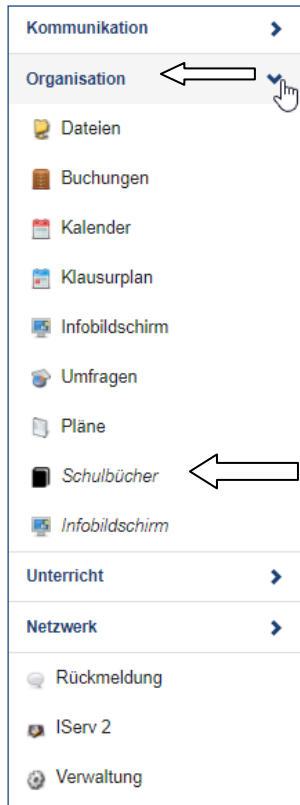 Kommunikation
Organisation
Dateien
Buchungen
Kalender
Klausurplan
Infobildschirm
Umfragen
Pläne
Schulbücher
Infobildschirm
Unterricht
Netzwerk
Rückmeldung
IServ 2
Verwaltung